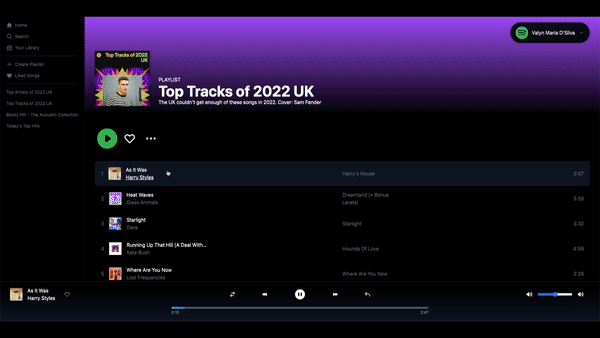 Home
Search
Your Library
Create Playlist
Liked Songs
Top Artists of 2022 UK
Top Tracks of 2022 UK
Becky Hill - The Acoustic Collection
Today's Top Hits
Valyn Maria D'Silva
Top Tracks of 2022
UK
PLAYLIST
Top Tracks of 2022 UK
The UK couldn't get enough of these songs in 2022. Cover: Sam Fender
1 As It Was Harry's House 2:47
Harry Styles
2 Heat Waves Dreamland (+ Bonus Levels) 3:59
Glass Animals
3 Starlight Starlight 3:32
Dave
4 Running Up That Hill (A Deal With... Hounds Of Love 4:58
Kate Bush
5 Where Are You Now Where Are You Now 2:28
Lost Frequencies
As It Was
Harry Styles
0:10 2:47